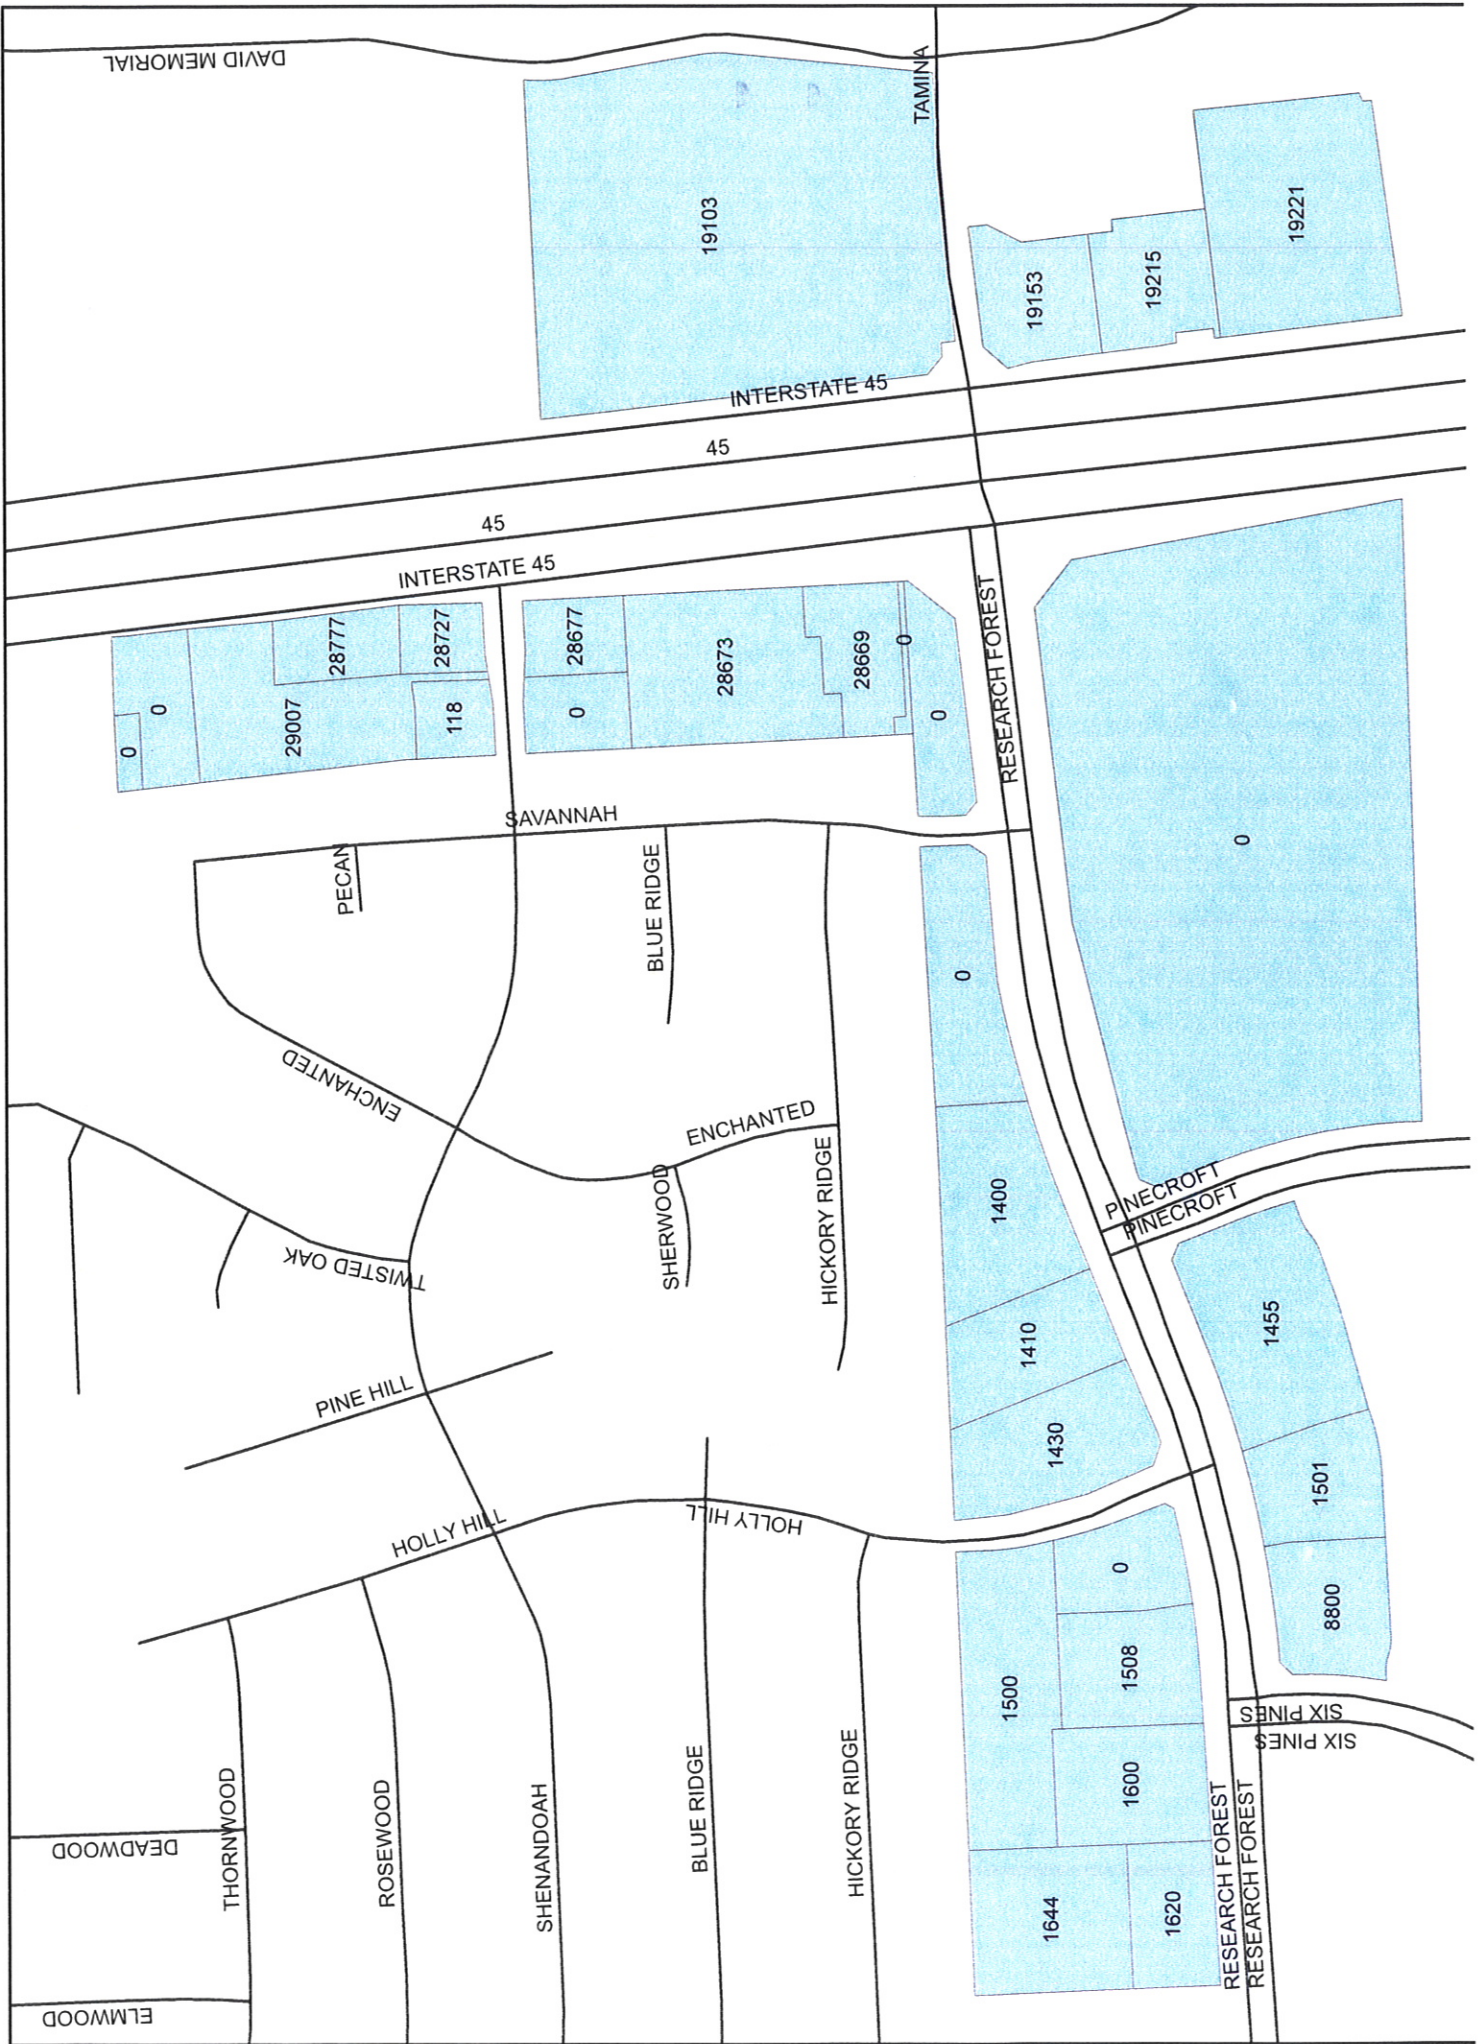 DAVID MEMORIAL
TAMINA
19103
19221
19153
19215
INTERSTATE 45
45
45
INTERSTATE 45
28777
28727
28677
28673
28669
0
0
0
29007
118
0
0
0
RESEARCH FOREST
SAVANNAH
PECAN
BLUE RIDGE
0
0
ENCHANTED
ENCHANTED
SHERWOOD
HICKORY RIDGE
1400
PINECROFT
PINECROFT
TWISTED OAK
PINE HILL
1410
1455
1430
1501
HOLLY HILL
HOLLY HILL
0
8800
1508
1500
SIX PINES
SIX PINES
1600
THORNWOOD
ROSEWOOD
SHENANDOAH
BLUE RIDGE
HICKORY RIDGE
DEADWOOD
RESEARCH FOREST
RESEARCH FOREST
1644
1620
ELMWOOD